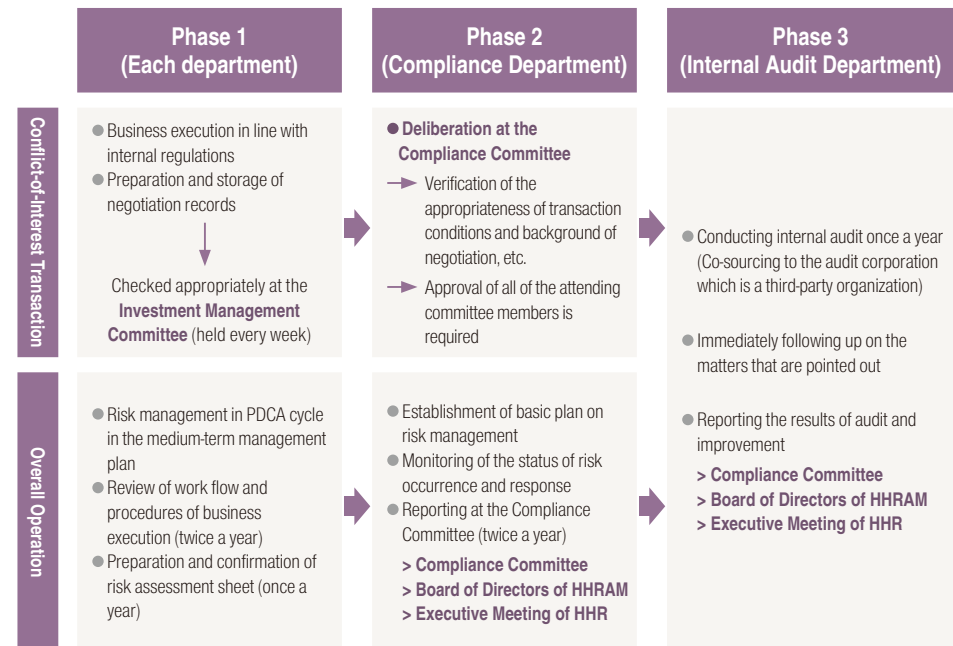 Phase 1
(Each department)
Phase 2
(Compliance Department)
Phase 3
(Internal Audit Department)
Conflict-of-Interest Transaction
● Business execution in line with
internal regulations
● Preparation and storage of
negotiation records
Checked appropriately at the
Investment Management
Committee (held every week)
● Deliberation at the
Compliance Committee
Verification of the
appropriateness of transaction
conditions and background of
negotiation, etc.
Approval of all of the attending
committee members is
required
Overall Operation
● Risk management in PDCA cycle
in the medium-term management
plan
● Review of work flow and
procedures of business
execution (twice a year)
● Preparation and confirmation of
risk assessment sheet (once a
year)
● Establishment of basic plan on
risk management
● Monitoring of the status of risk
occurrence and response
● Reporting at the Compliance
Committee (twice a year)
> Compliance Committee
> Board of Directors of HHRAM
> Executive Meeting of HHR
● Conducting internal audit once a year
(Co-sourcing to the audit corporation
which is a third-party organization)
● Immediately following up on the
matters that are pointed out
● Reporting the results of audit and
improvement
> Compliance Committee
> Board of Directors of HHRAM
> Executive Meeting of HHR